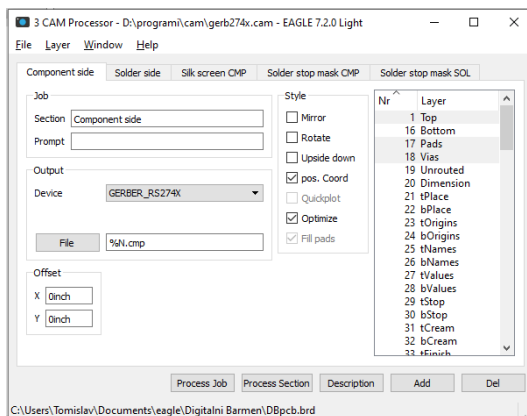 3 CAM Processor - D:\programi\cam\gerb274x.cam - EAGLE 7.2.0 Light
File Layer Window Help
Component side Solder side Silk screen CMP Solder stop mask CMP Solder stop mask SOL
Job
Section Component side
Prompt
Output
Device GERBER_RS274X
File %N.cmp
Offset
X 0inch
Y 0inch
Style
Mirror
Rotate
Upside down
pos. Coord
Quickplot
Optimize
Fill pads
Nr Layer
1 Top
16 Bottom
17 Pads
18 Vias
19 Unrouted
20 Dimension
21 tPlace
22 bPlace
23 tOrigins
24 bOrigins
25 tNames
26 bNames
27 tValues
28 bValues
29 tStop
30 bStop
31 tCream
32 bCream
33 tFinish
Process Job Process Section Description Add Del
C:\Users\Tomislav\Documents\eagle\Digitalni Barmen\DBpcb.brd